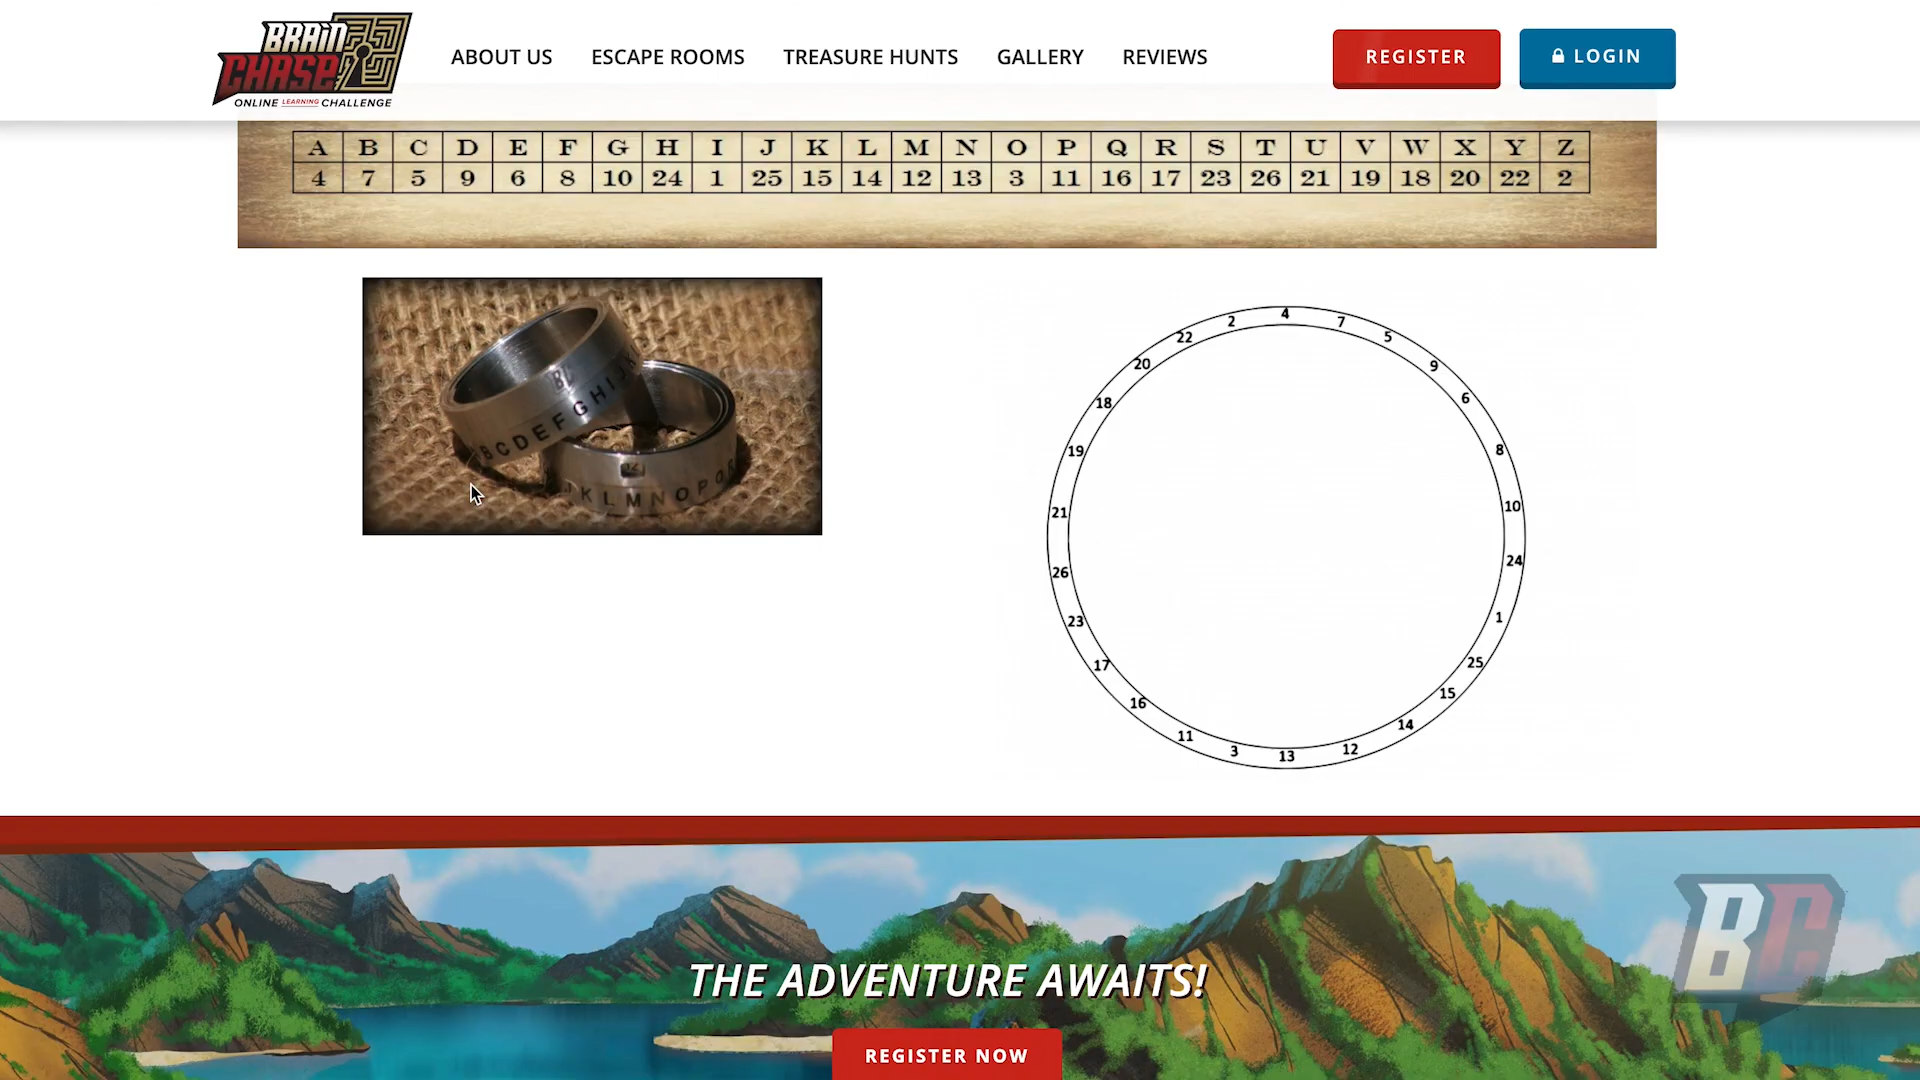 BRAIN CHASE
ONLINE LEARNING CHALLENGE
ABOUT US ESCAPE ROOMS TREASURE HUNTS GALLERY REVIEWS REGISTER LOGIN
A B C D E F G H I J K L M N O P Q R S T U V W X Y Z
4 7 5 9 6 8 10 24 1 25 15 14 12 13 3 11 16 17 23 26 21 19 18 20 22 2
BCDEFGHIJK
KLMNOPQR
4 7 5 9 6 8 10 24 1 25 15 14 12 13 3 11 16 17 23 26 21 19 18 20 22 2
BC
THE ADVENTURE AWAITS!
REGISTER NOW